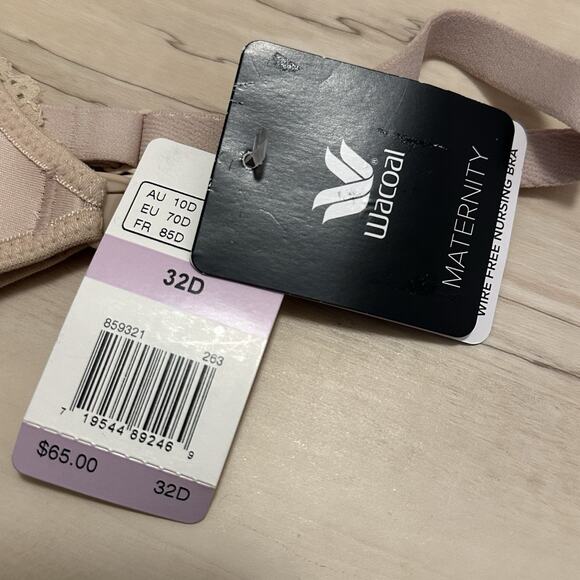 Wacoal®
MATERNITY
WIRE FREE NURSING BRA
AU 10D
EU 70D
FR 85D
32D
859321
263
7 19544 89246 9
$65.00
32D